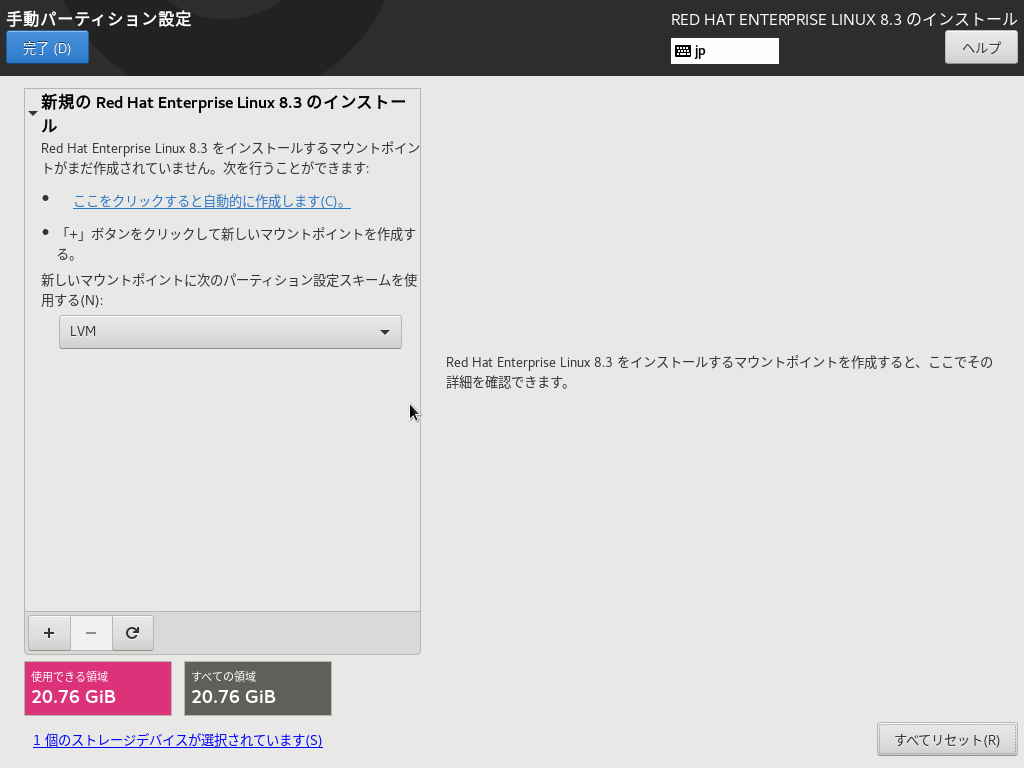 手動パーティション設定
RED HAT ENTERPRISE LINUX 8.3 のインストール
完了 (D)
jp
ヘルプ
新規の Red Hat Enterprise Linux 8.3 のインストー
ル
Red Hat Enterprise Linux 8.3 をインストールするマウントポイン
トがまだ作成されていません。次を行うことができます:
• ここをクリックすると自動的に作成します(C)。
• 「+」ボタンをクリックして新しいマウントポイントを作成す
る。
新しいマウントポイントに次のパーティション設定スキームを使
用する(N):
LVM
Red Hat Enterprise Linux 8.3 をインストールするマウントポイントを作成すると、ここでその
詳細を確認できます。
使用できる領域
20.76 GiB
すべての領域
20.76 GiB
1 個のストレージデバイスが選択されています(S)
すべてリセット(R)